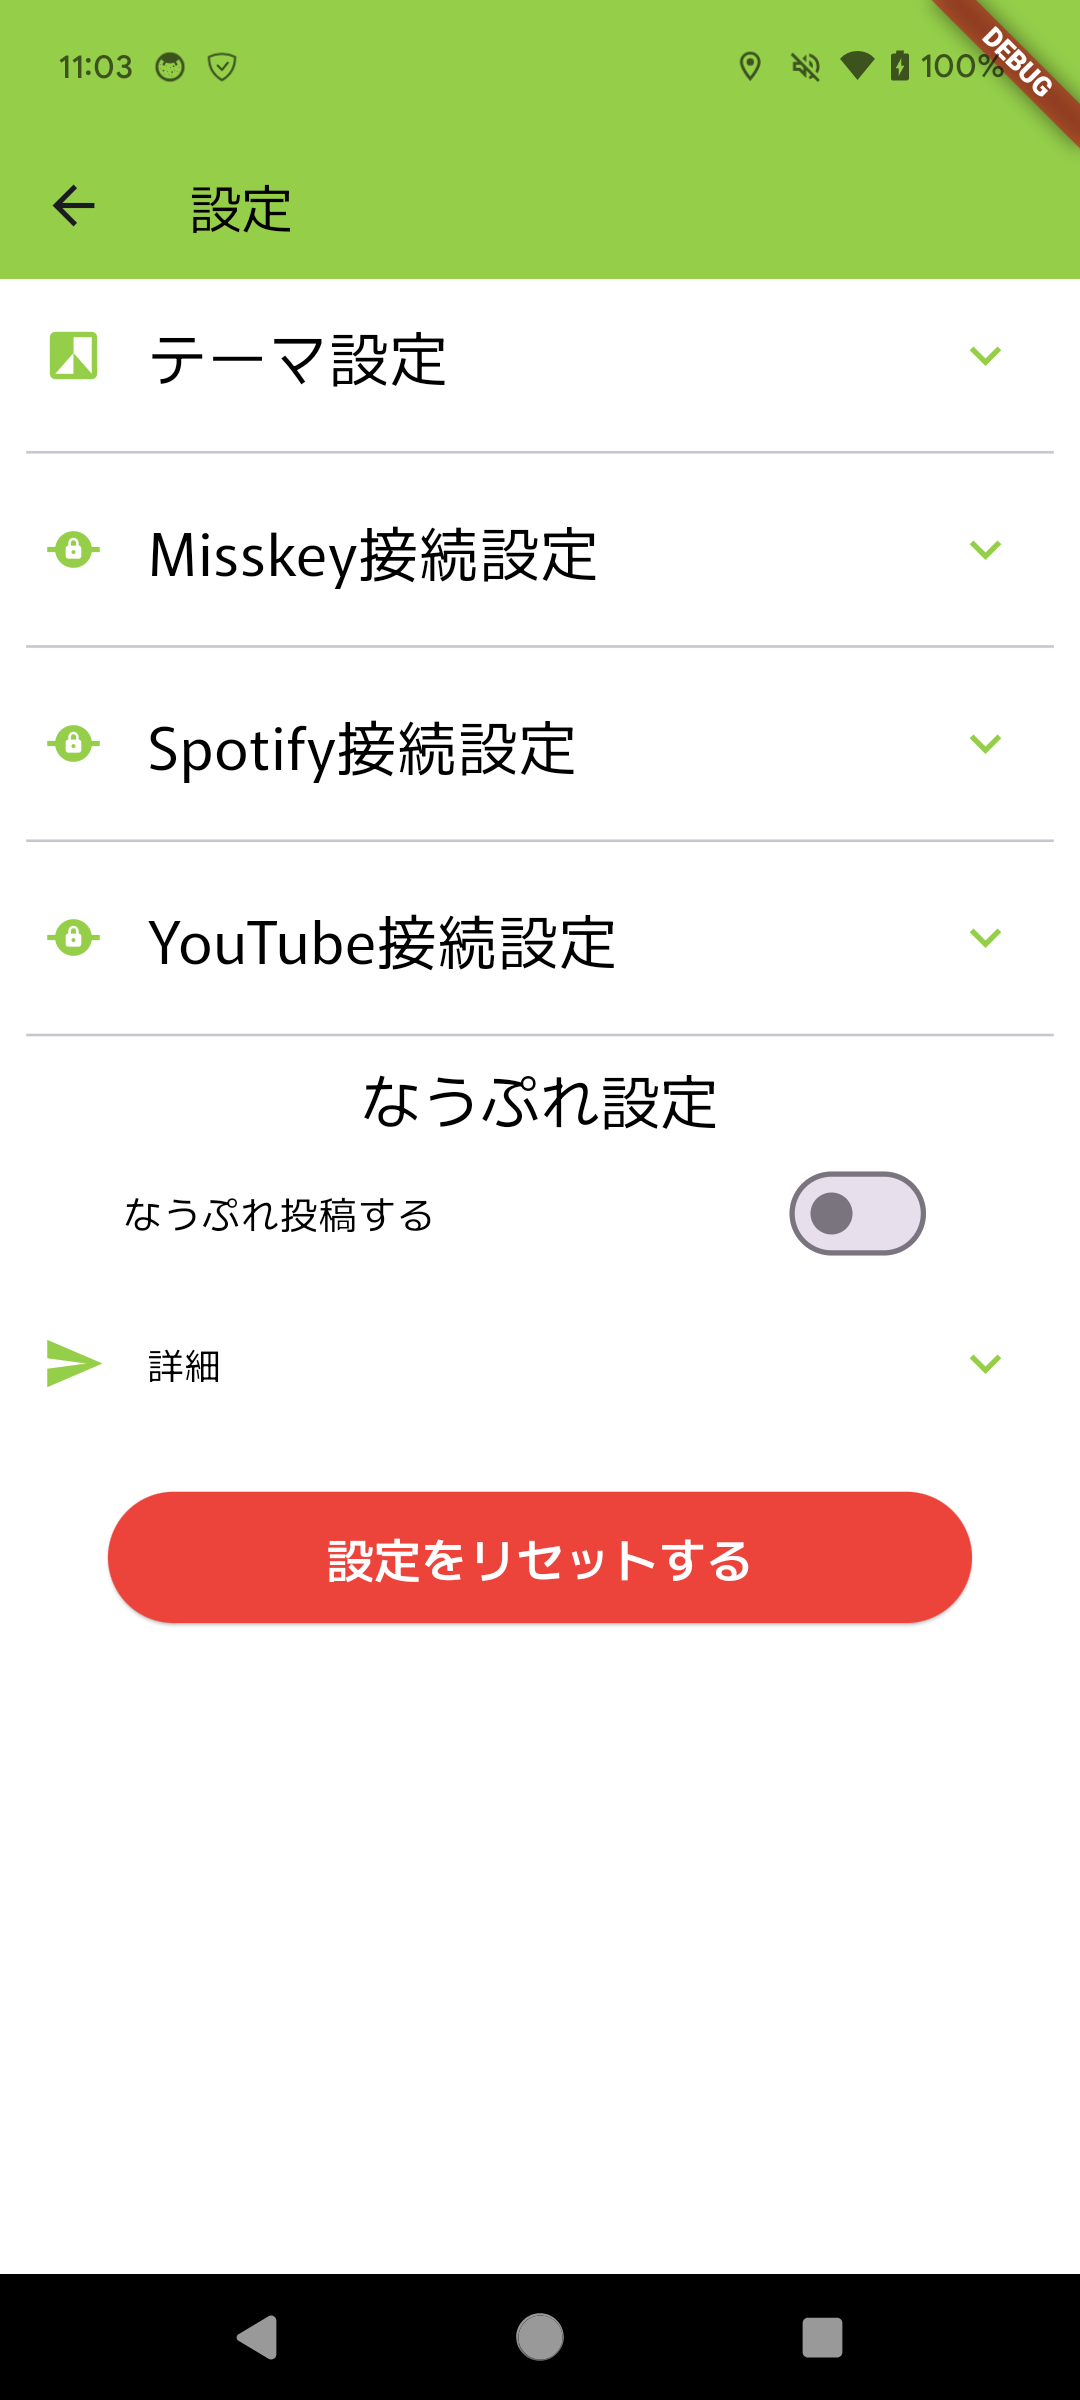 11:03
100%
DEBUG
設定
テーマ設定
Misskey接続設定
Spotify接続設定
YouTube接続設定
なうぷれ設定
なうぷれ投稿する
詳細
設定をリセットする